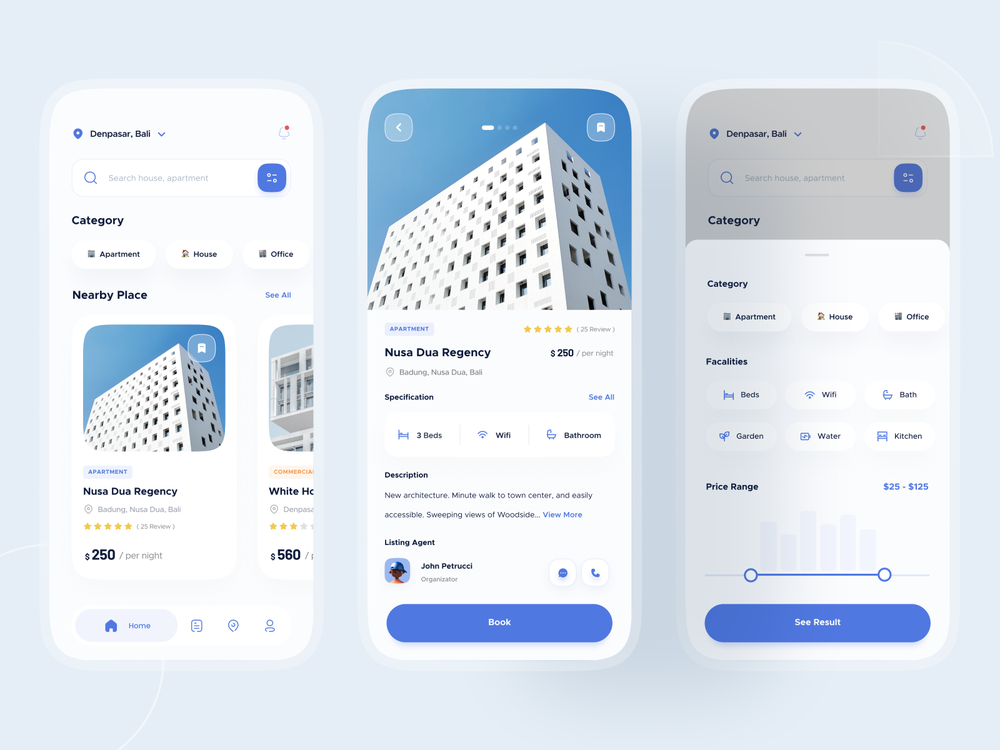 Denpasar, Bali
Search house, apartment
Category
Apartment
House
Office
Nearby Place
See All
APARTMENT
Nusa Dua Regency
Badung, Nusa Dua, Bali
( 25 Review )
$ 250 / per night
COMMERCIA
White Ho
Denpasa
$ 560 / p
Home
APARTMENT
( 25 Review )
Nusa Dua Regency
$ 250 / per night
Badung, Nusa Dua, Bali
Specification
See All
3 Beds
Wifi
Bathroom
Description
New architecture. Minute walk to town center, and easily
accessible. Sweeping views of Woodside... View More
Listing Agent
John Petrucci
Organizator
Book
Denpasar, Bali
Search house, apartment
Category
Category
Apartment
House
Office
Facalities
Beds
Wifi
Bath
Garden
Water
Kitchen
Price Range
$25 - $125
See Result